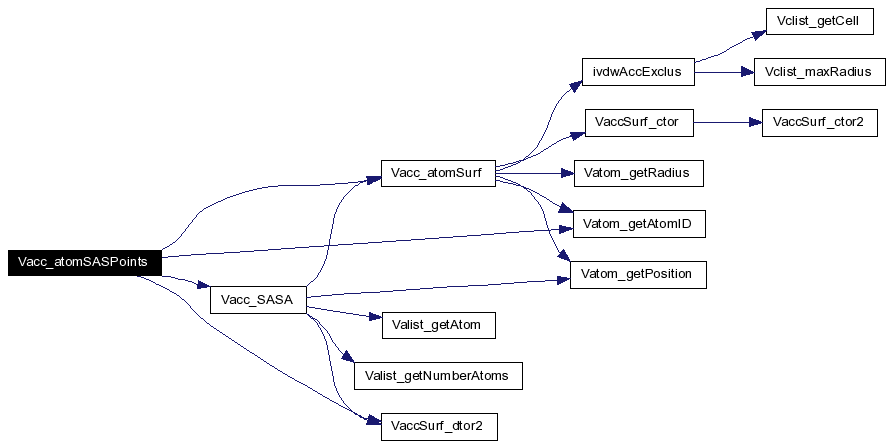 Vclist_getCell
ivdwAccExclus
Vclist_maxRadius
VaccSurf_ctor
VaccSurf_ctor2
Vacc_atomSurf
Vatom_getRadius
Vatom_getAtomID
Vacc_atomSASPoints
Vatom_getPosition
Vacc_SASA
Valist_getAtom
Valist_getNumberAtoms
VaccSurf_dtor2